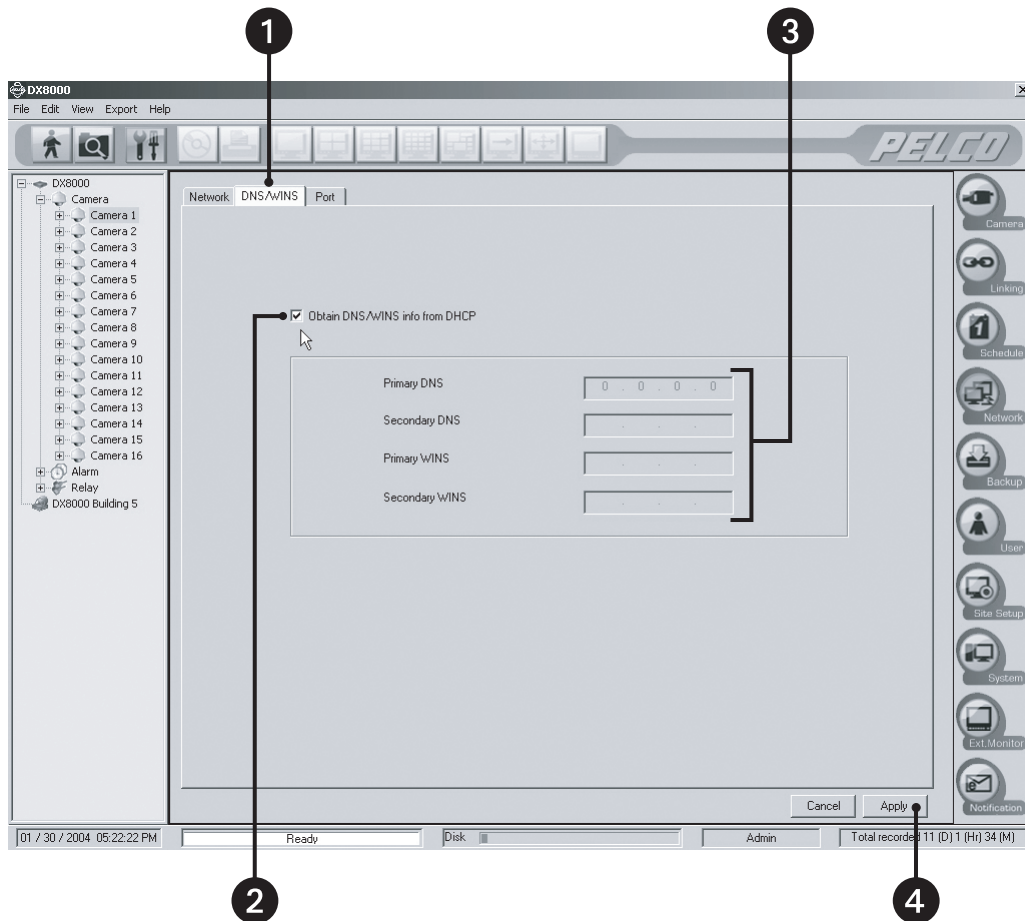 1
3
DX8000
File Edit View Export Help
PELCO
DX8000
Camera
Camera 1
Camera 2
Camera 3
Camera 4
Camera 5
Camera 6
Camera 7
Camera 8
Camera 9
Camera 10
Camera 11
Camera 12
Camera 13
Camera 14
Camera 15
Camera 16
Alarm
Relay
DX8000 Building 5
Network DNS/WINS Port
Obtain DNS/WINS info from DHCP
Primary DNS 0 . 0 . 0 . 0
Secondary DNS . . .
Primary WINS . . .
Secondary WINS . . .
Camera
Linking
1
Schedule
Network
Backup
User
Site Setup
System
Ext.Monitor
e
Notification
Cancel Apply
01 / 30 / 2004 05:22:22 PM Ready Disk Admin Total recorded 11 (D) 1 (Hr) 34 (M)
2
4